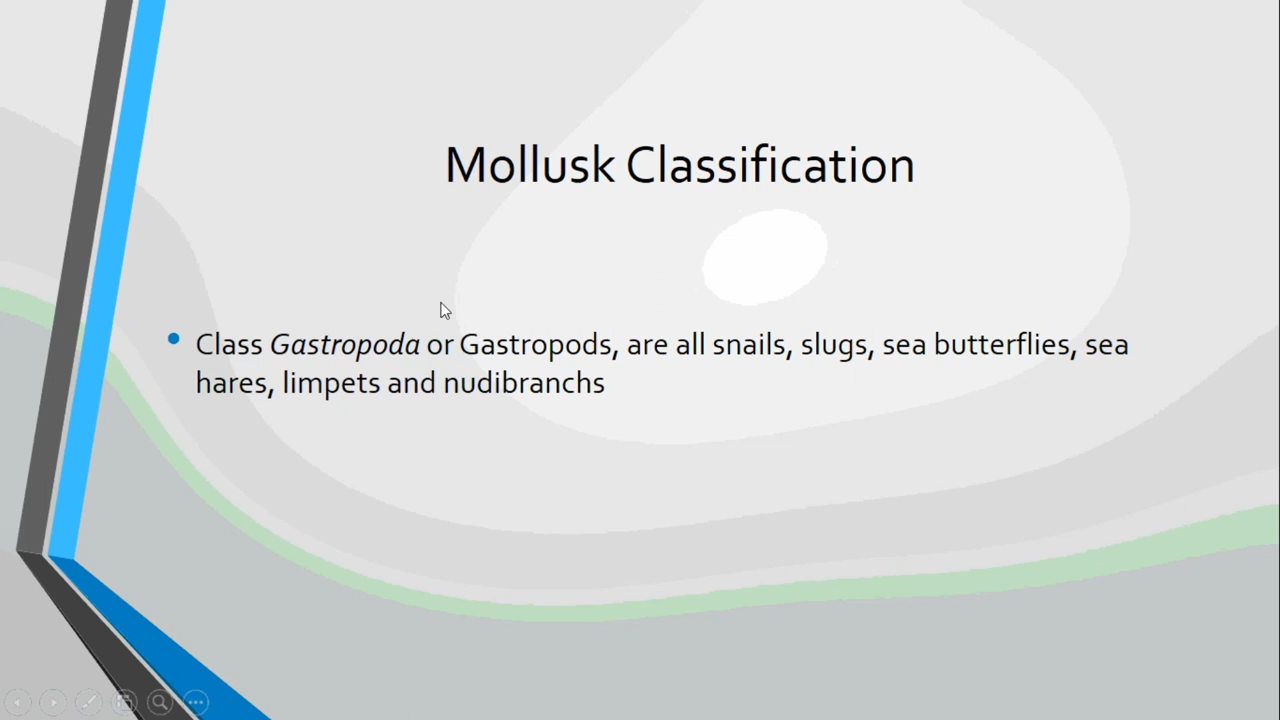 Mollusk Classification
Class Gastropoda or Gastropods, are all snails, slugs, sea butterflies, sea
hares, limpets and nudibranchs